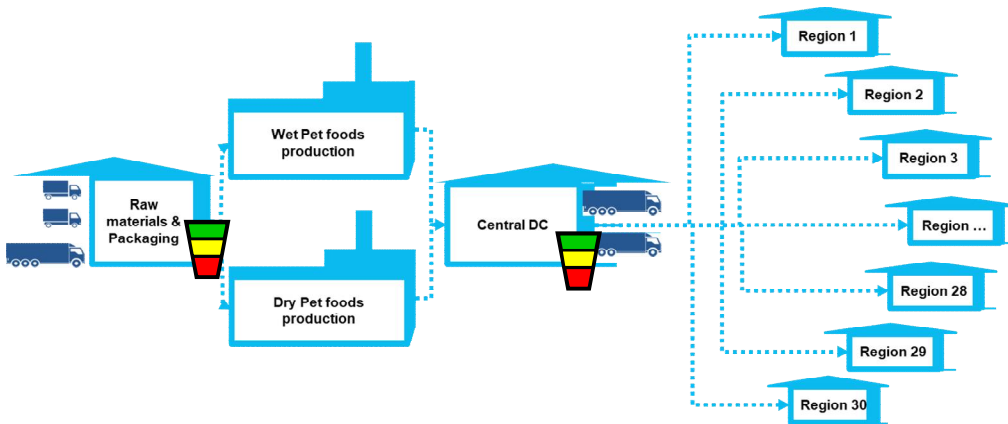 Raw
materials &
Packaging
Wet Pet foods
production
Dry Pet foods
production
Central DC
Region 1
Region 2
Region 3
Region ...
Region 28
Region 29
Region 30